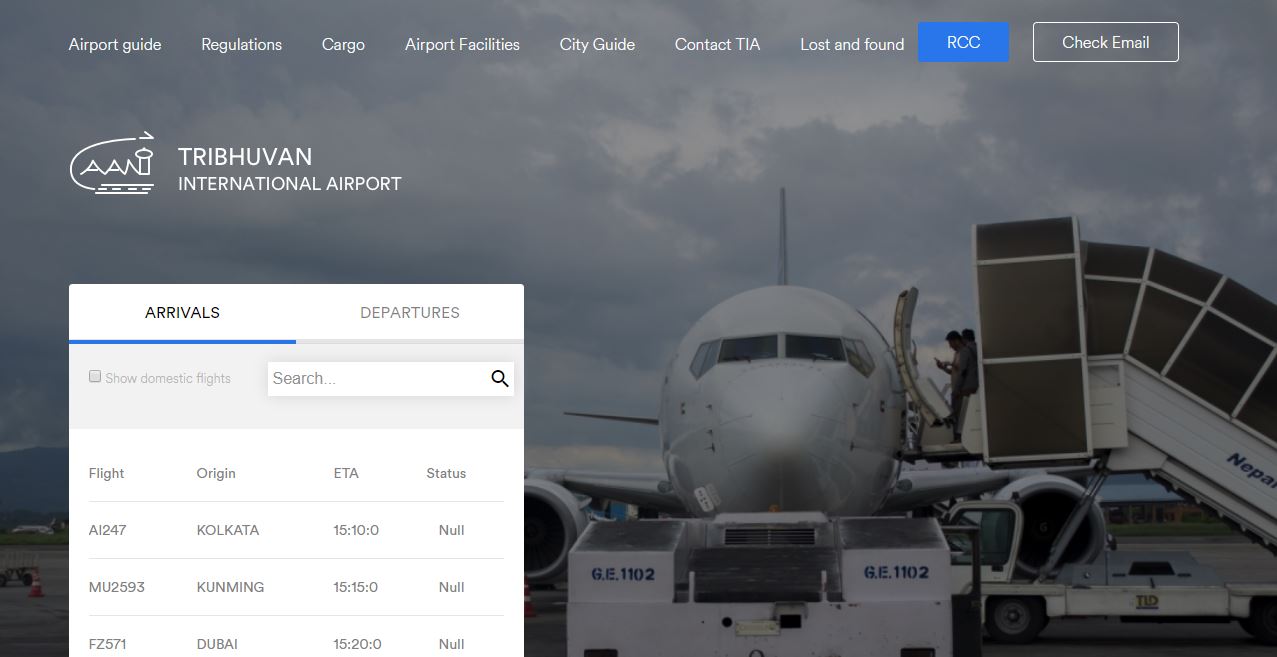 Airport guide Regulations Cargo Airport Facilities City Guide Contact TIA Lost and found RCC Check Email
TRIBHUVAN
INTERNATIONAL AIRPORT
ARRIVALS DEPARTURES
Show domestic flights Search...
Flight Origin ETA Status
AI247 KOLKATA 15:10:0 Null
MU2593 KUNMING 15:15:0 Null
FZ571 DUBAI 15:20:0 Null
Nepal
G.E.1102 G.E.1102
TLD